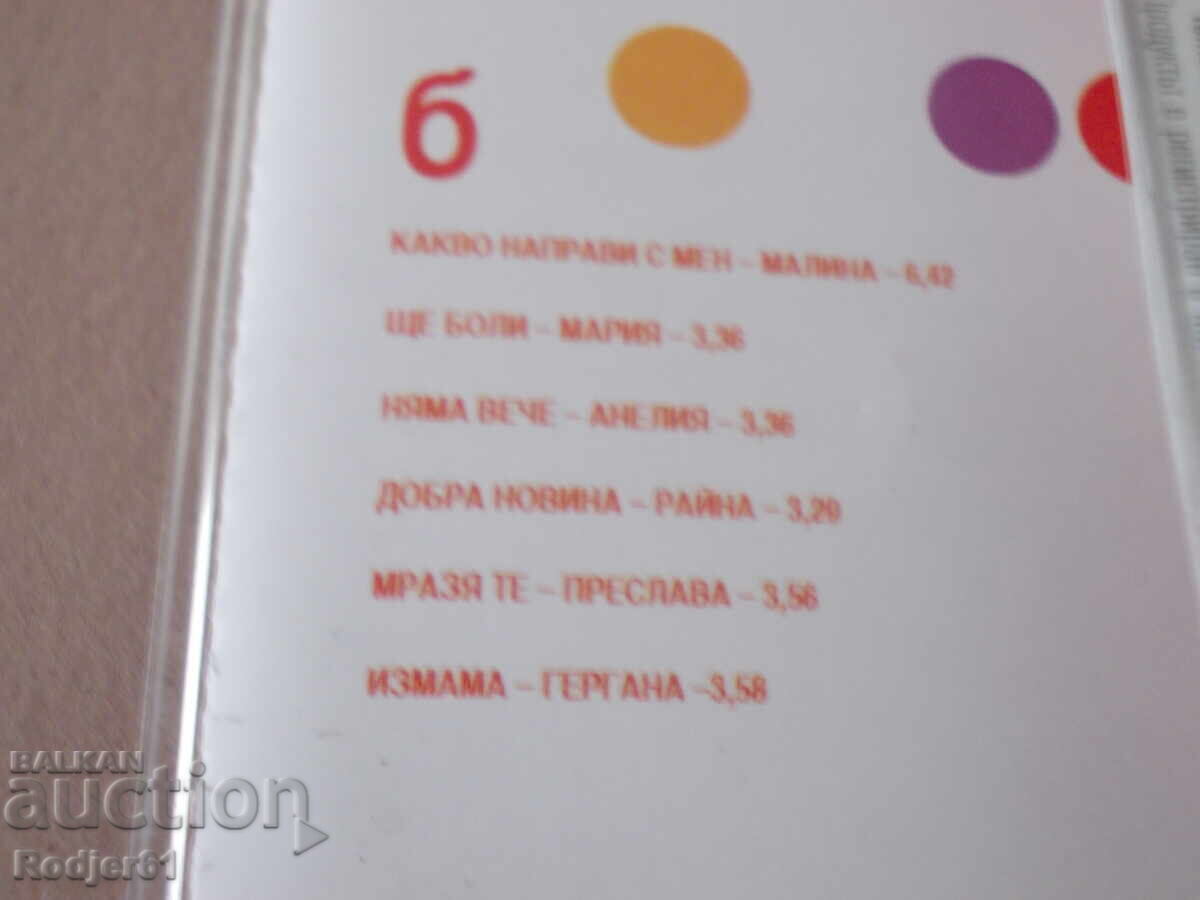 б
КАКВО НАПРАВИ С МЕН – МАЛИНА – 6,42
ЩЕ БОЛИ – МАРИЯ – 3,36
НЯМА ВЕЧЕ – АНЕЛИЯ – 3,36
ДОБРА НОВИНА – РАЙНА – 3,20
МРАЗЯ ТЕ – ПРЕСЛАВА – 3,56
ИЗМАМА – ГЕРГАНА –3,58
BALKAN
auction
Rodjer61